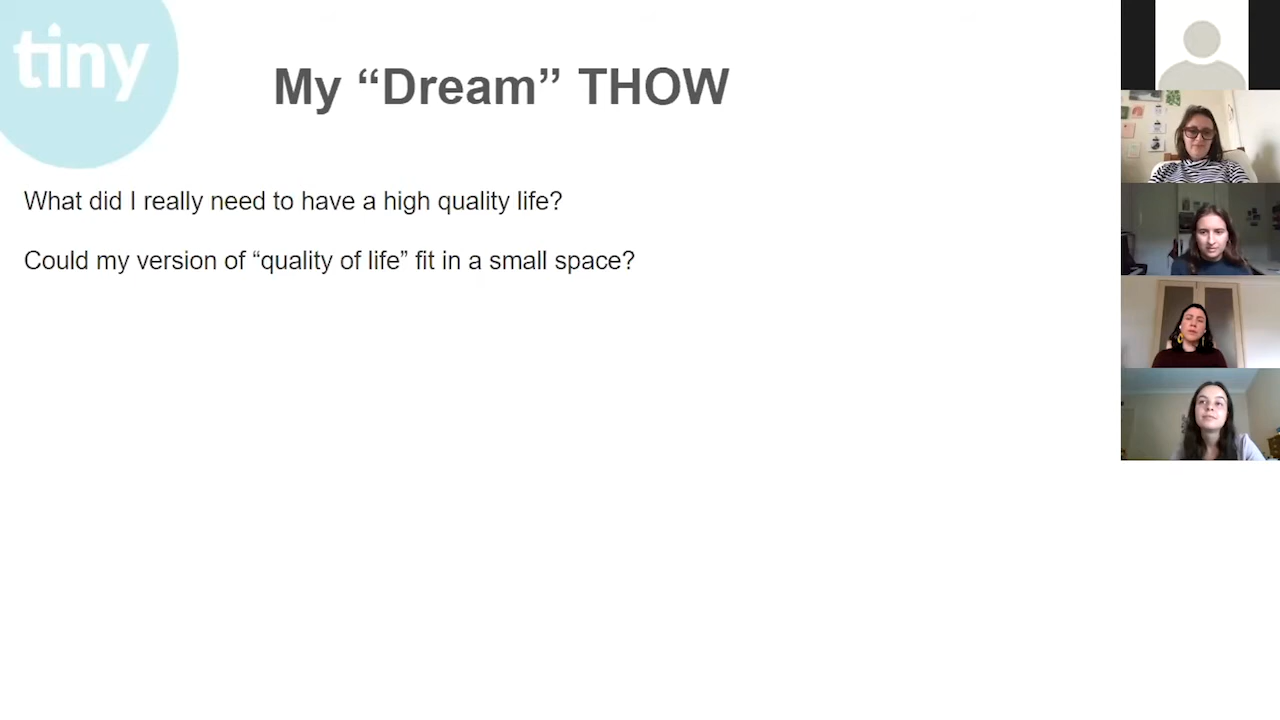 tiny
My “Dream” THOW
What did I really need to have a high quality life?
Could my version of “quality of life” fit in a small space?